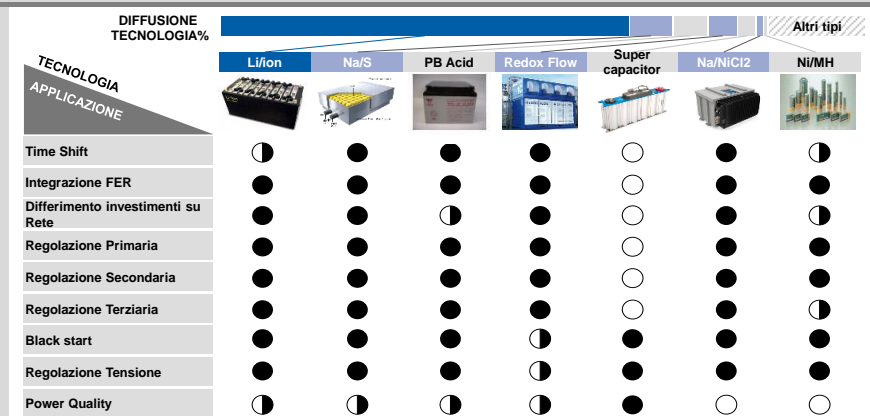 DIFFUSIONE
TECNOLOGIA%
Altri tipi
TECNOLOGIA
APPLICAZIONE
Li/ion
Na/S
PB Acid
Redox Flow
Super
capacitor
Na/NiCl2
Ni/MH
Time Shift
Integrazione FER
Differimento investimenti su
Rete
Regolazione Primaria
Regolazione Secondaria
Regolazione Terziaria
Black start
Regolazione Tensione
Power Quality